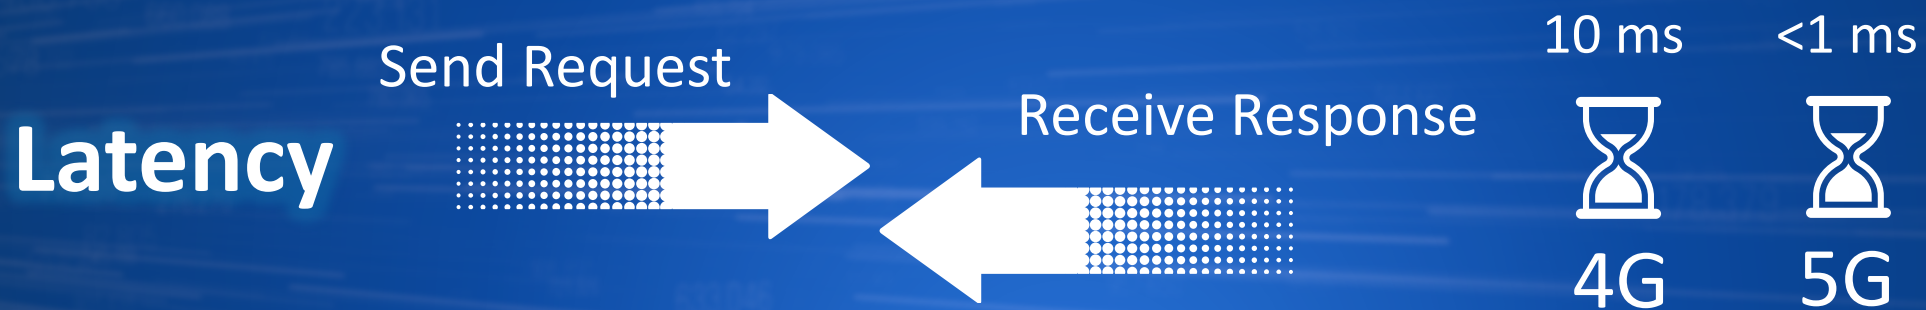 Latency
Send Request
Receive Response
10 ms
<1 ms
4G
5G